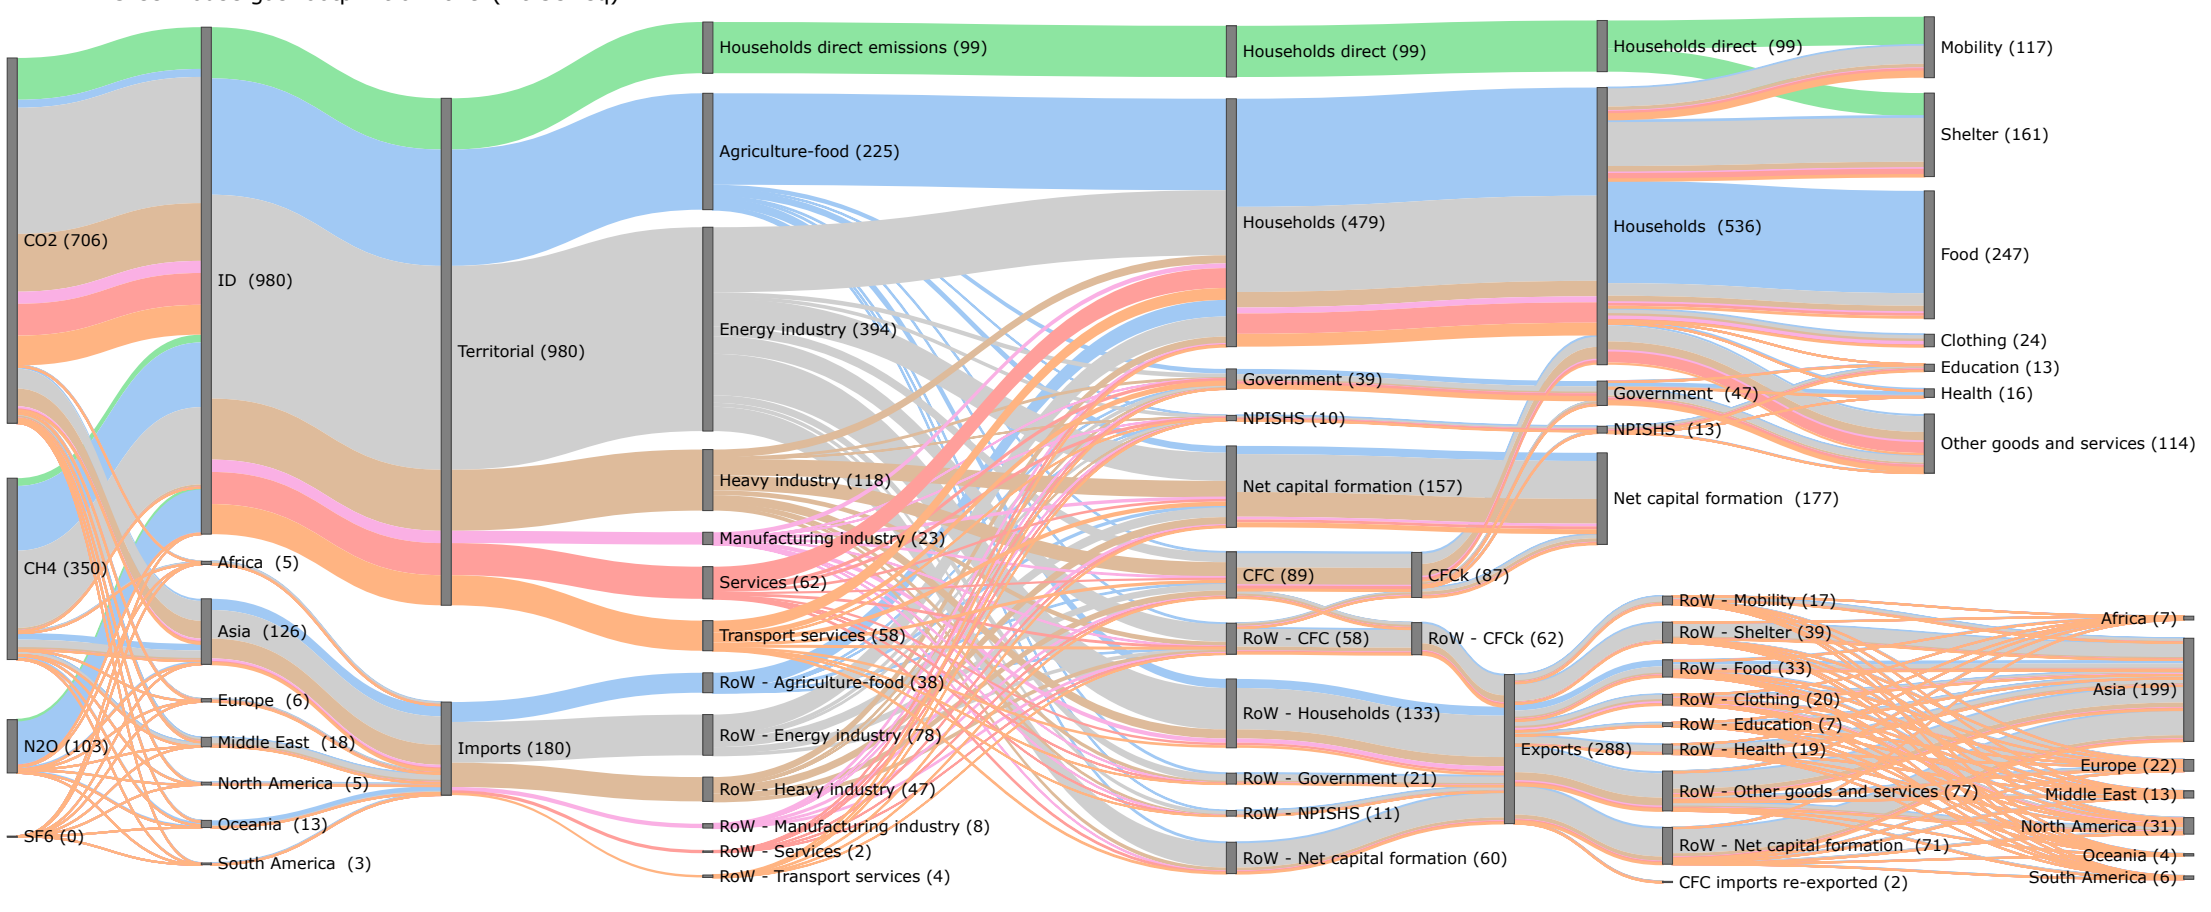 CO2 (706)
CH4 (350)
N2O (103)
SF6 (0)
ID (980)
Africa (5)
Asia (126)
Europe (6)
Middle East (18)
North America (5)
Oceania (13)
South America (3)
Territorial (980)
Imports (180)
Households direct emissions (99)
Agriculture-food (225)
Energy industry (394)
Heavy industry (118)
Manufacturing industry (23)
Services (62)
Transport services (58)
RoW - Agriculture-food (38)
RoW - Energy industry (78)
RoW - Heavy industry (47)
RoW - Manufacturing industry (8)
RoW - Services (2)
RoW - Transport services (4)
Households direct (99)
Households (479)
Government (39)
NPISHS (10)
Net capital formation (157)
CFC (89)
RoW - CFC (58)
RoW - Households (133)
RoW - Government (21)
RoW - NPISHS (11)
RoW - Net capital formation (60)
CFCk (87)
RoW - CFCk (62)
Exports (288)
Households direct (99)
Households (536)
Government (47)
NPISHS (13)
Net capital formation (177)
RoW - Mobility (17)
RoW - Shelter (39)
RoW - Food (33)
RoW - Clothing (20)
RoW - Education (7)
RoW - Health (19)
RoW - Other goods and services (77)
RoW - Net capital formation (71)
CFC imports re-exported (2)
Mobility (117)
Shelter (161)
Food (247)
Clothing (24)
Education (13)
Health (16)
Other goods and services (114)
Africa (7)
Asia (199)
Europe (22)
Middle East (13)
North America (31)
Oceania (4)
South America (6)